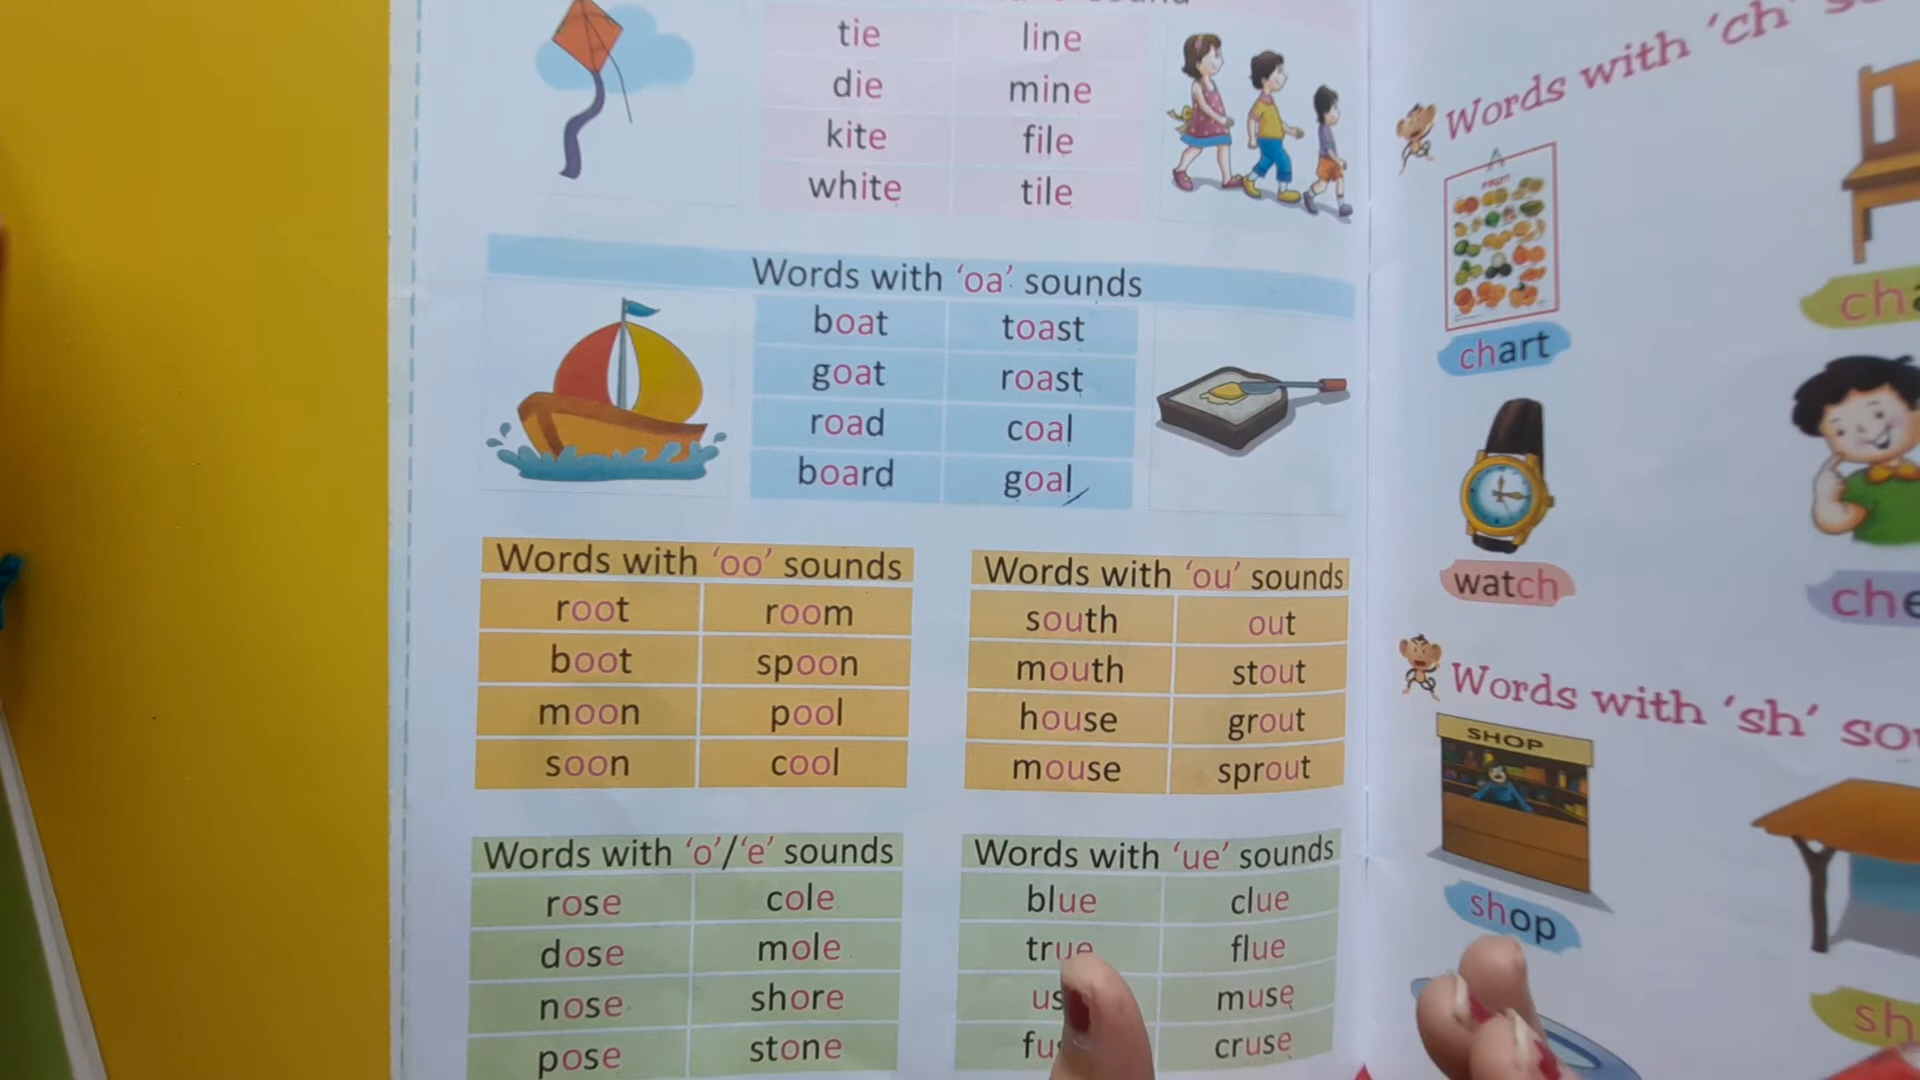 tie line
die mine
kite file
white tile
Words with 'oa' sounds
boat toast
goat roast
road coal
board goal
Words with 'oo' sounds
root room
boot spoon
moon pool
soon cool
Words with 'ou' sounds
south out
mouth stout
house grout
mouse sprout
Words with 'o'/'e' sounds
rose cole
dose mole
nose shore
pose stone
Words with 'ue' sounds
blue clue
true flue
muse
cruse
Words with 'ch'
chart
watch
Words with 'sh'
SHOP
shop